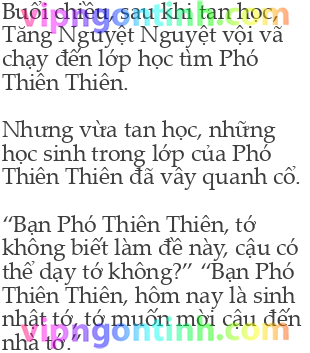 Buổi chiều, sau khi tan học,
vipngontinh.com
Tăng Nguyệt Nguyệt vội vã
chạy đến lớp học tìm Phó
Thiên Thiên.
Nhưng vừa tan học, những
học sinh trong lớp của Phó
Thiên Thiên đã vây quanh cổ.
“Bạn Phó Thiên Thiên, tớ
không biết làm đề này, cậu có
thể dạy tớ không?” “Bạn Phó
Thiên Thiên, hôm nay là sinh
nhật tớ, tớ muốn mời cậu đến
vipngontinh.com
nhà tớ.”